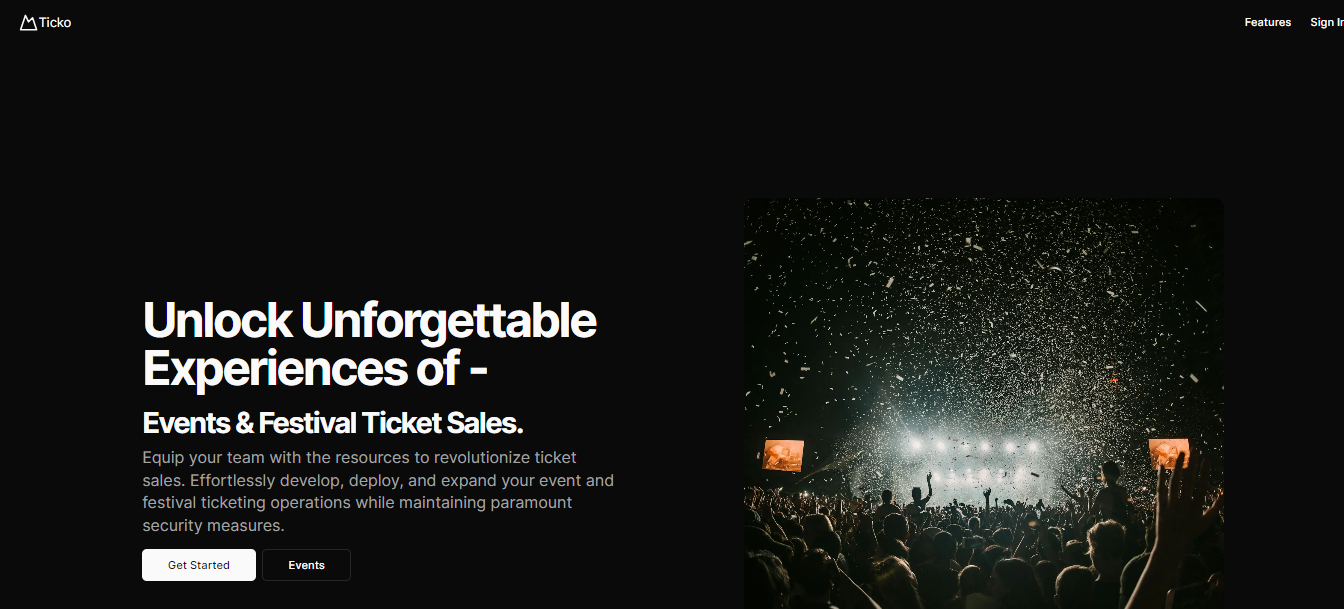 Ticko
Features
Sign
Unlock Unforgettable
Experiences of -
Events & Festival Ticket Sales.
Equip your team with the resources to revolutionize ticket
sales. Effortlessly develop, deploy, and expand your event and
festival ticketing operations while maintaining paramount
security measures.
Get Started
Events